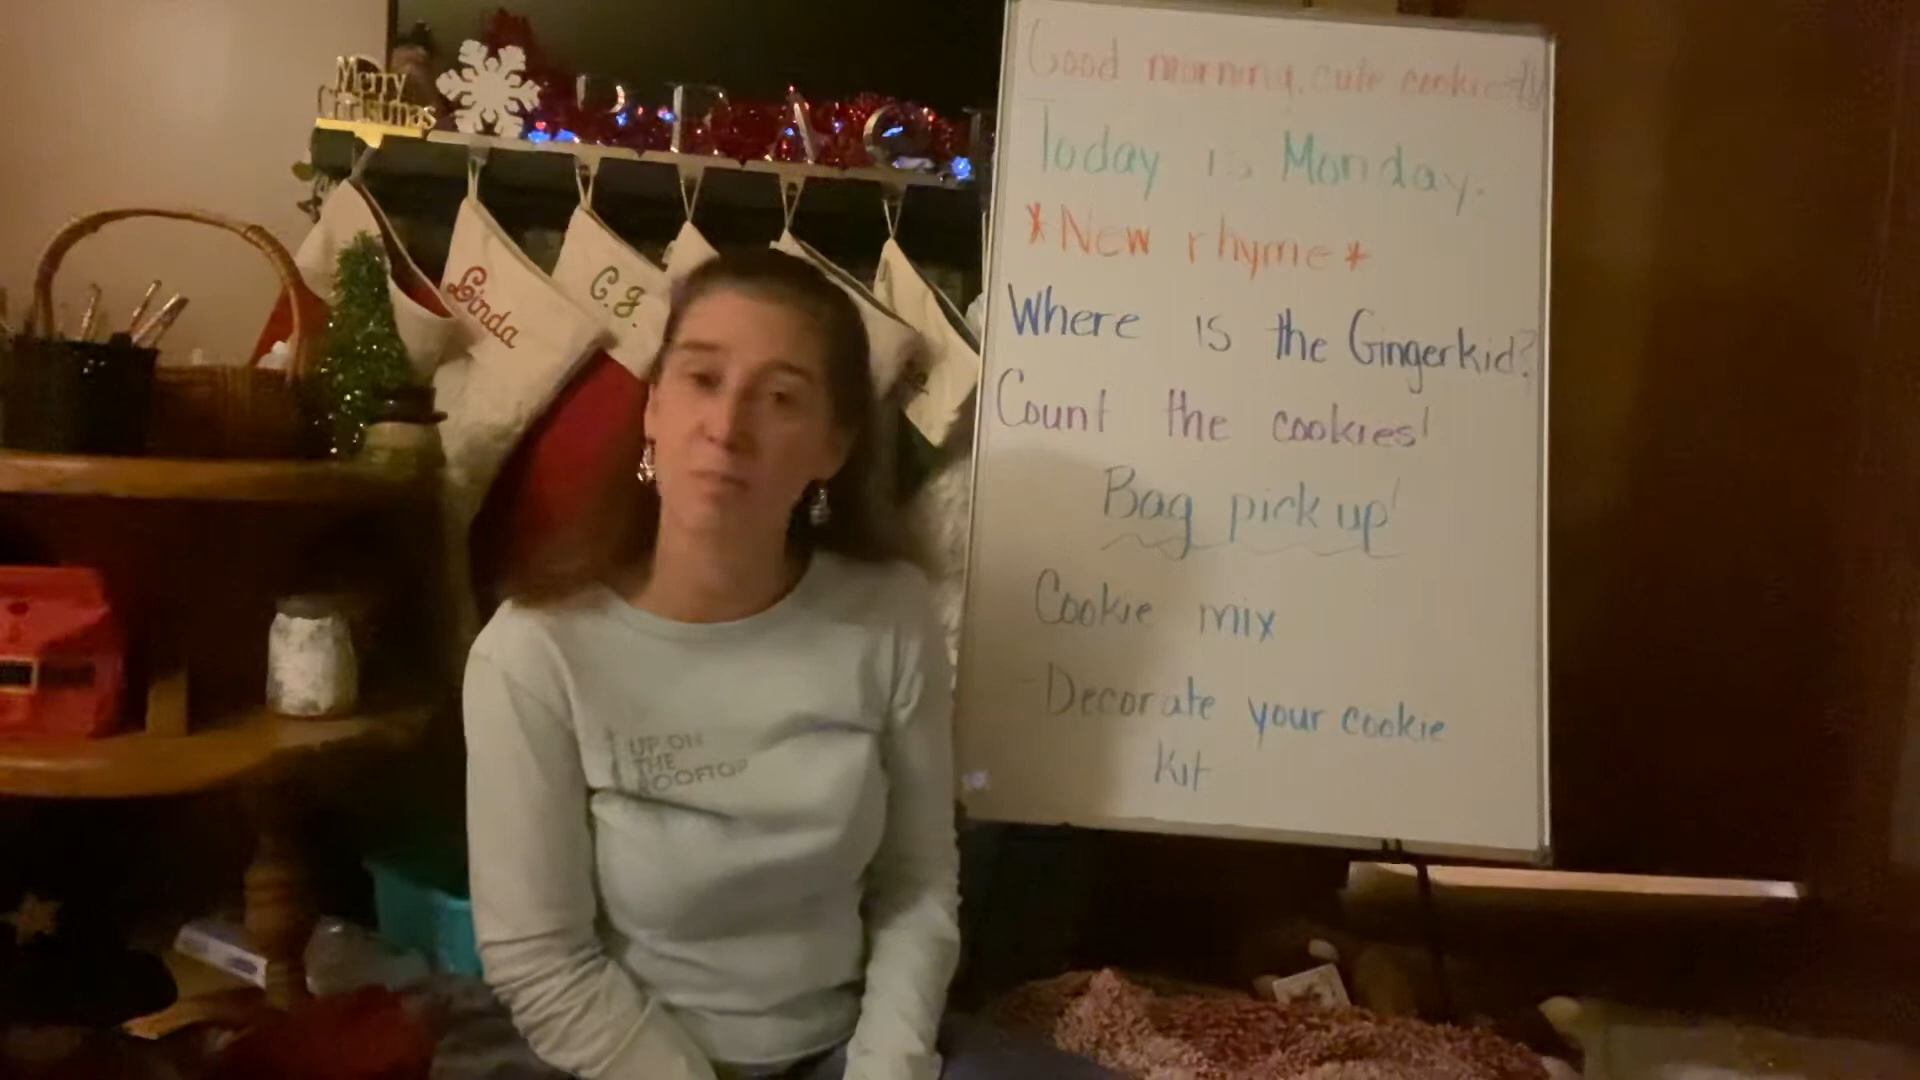 Merry
Christmas
PEACE
Linda
C.J.
UP ON
THE
ROOFTOP
Good morning, cute cookies
Today is Monday.
*New rhyme*
Where is the Gingerkid?
Count the cookies!
Bag pick up!
Cookie mix
Decorate your cookie
Kit